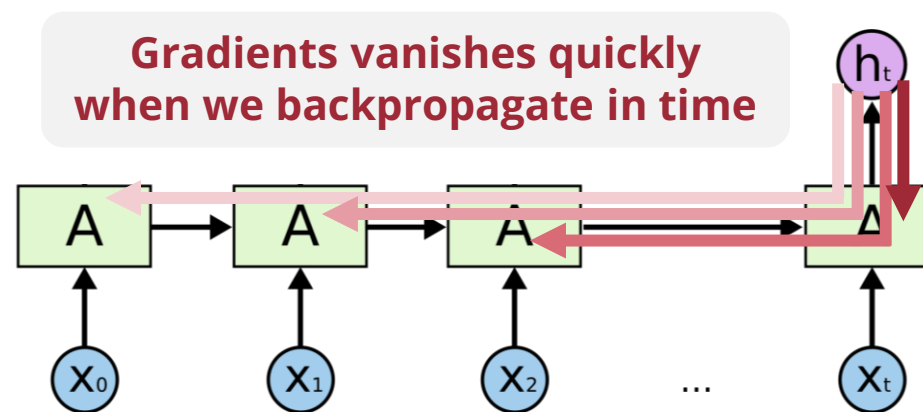 Gradients vanishes quickly
when we backpropagate in time
hₜ
A A A A
x₀ x₁ x₂ ... xₜ